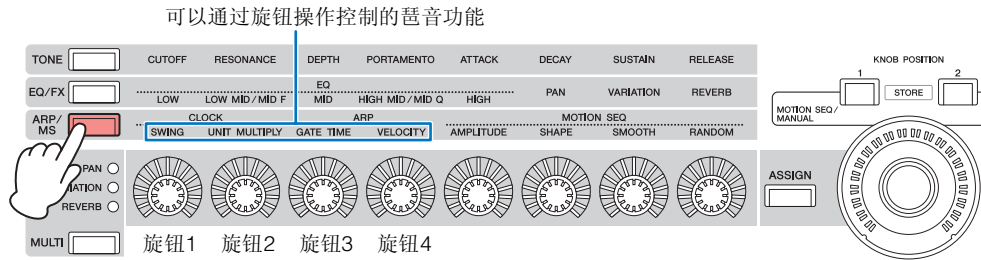 可以通过旋钮操作控制的琶音功能
TONE CUTOFF RESONANCE DEPTH PORTAMENTO ATTACK DECAY SUSTAIN RELEASE
KNOB POSITION
1 STORE 2
EQ/FX EQ
LOW LOW MID/MID F MID HIGH MID/MID Q HIGH PAN VARIATION REVERB
MOTION SEQ/
MANUAL
ARP/
MS
CLOCK ARP MOTION SEQ
SWING UNIT MULTIPLY GATE TIME VELOCITY AMPLITUDE SHAPE SMOOTH RANDOM
PAN
IATION
REVERB
ASSIGN
MULTI
旋钮1 旋钮2 旋钮3 旋钮4